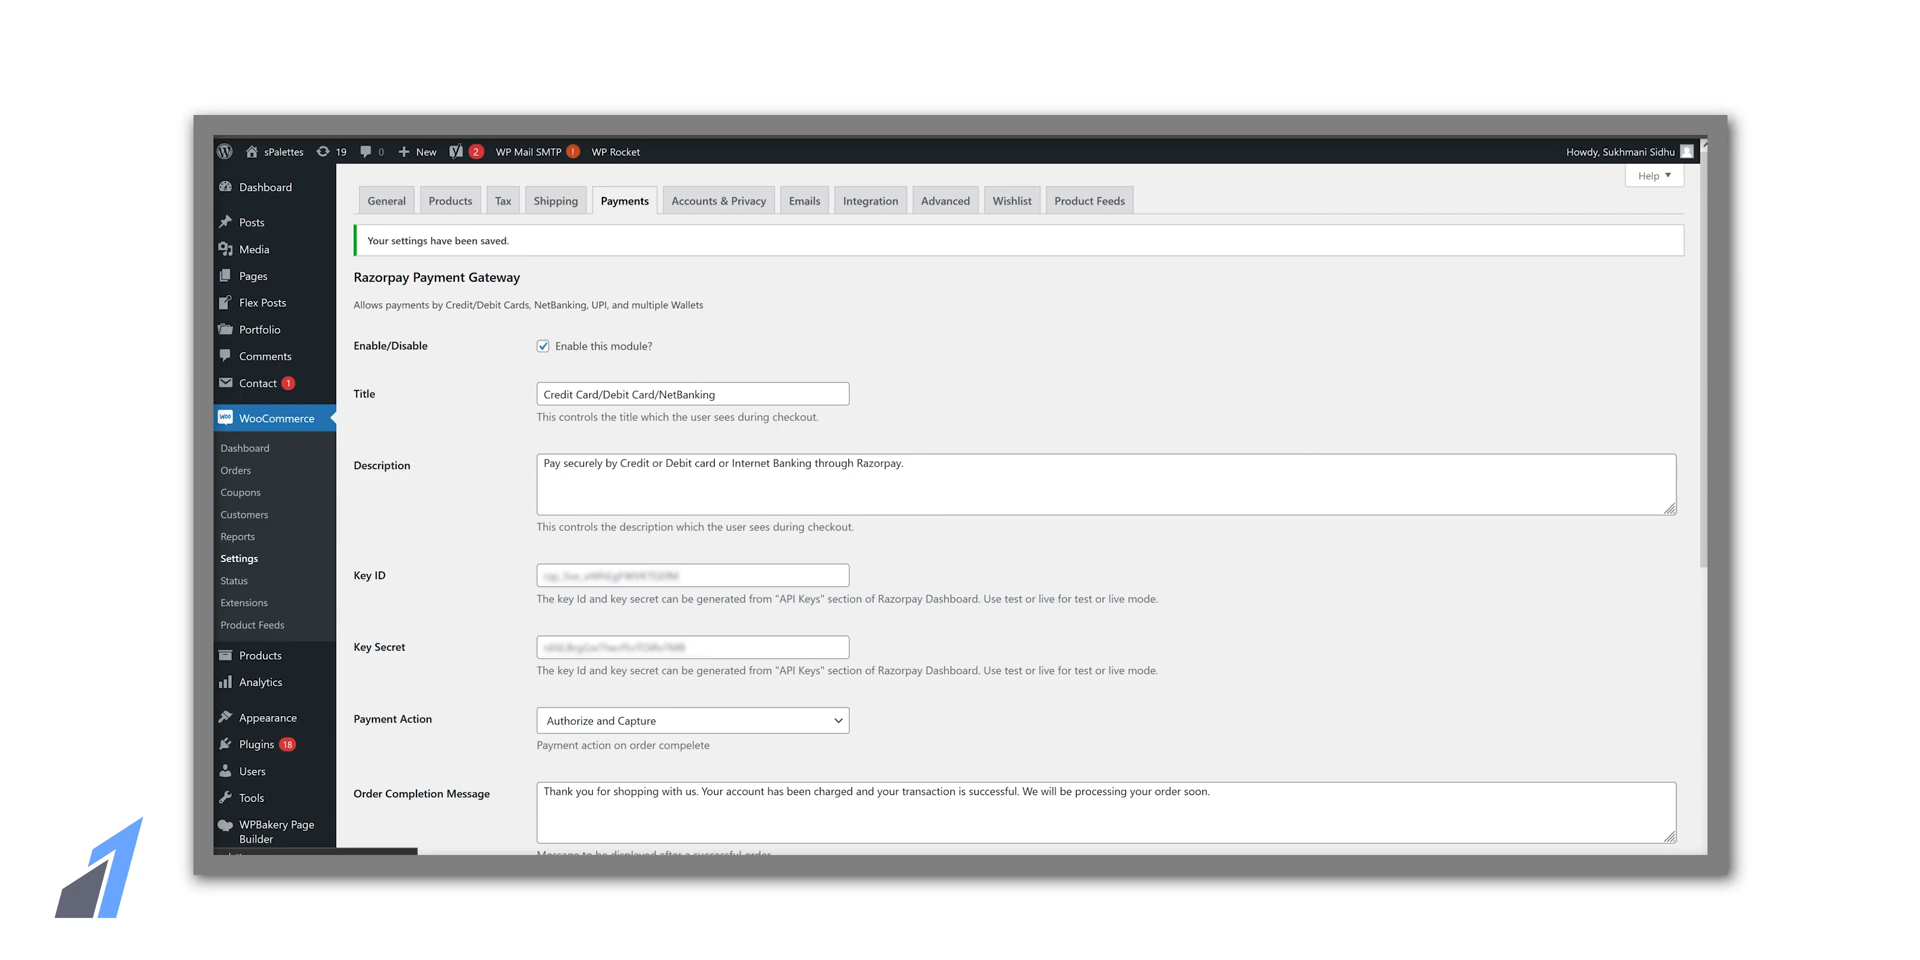 sPalettes 19 0 New 2 WP Mail SMTP ! WP Rocket Howdy, Sukhmani Sidhu
Help
Dashboard
Posts
Media
Pages
Flex Posts
Portfolio
Comments
Contact 1
WooCommerce
Dashboard
Orders
Coupons
Customers
Reports
Settings
Status
Extensions
Product Feeds
Products
Analytics
Appearance
Plugins 18
Users
Tools
WPBakery Page
Builder
General Products Tax Shipping Payments Accounts & Privacy Emails Integration Advanced Wishlist Product Feeds
Your settings have been saved.
Razorpay Payment Gateway
Allows payments by Credit/Debit Cards, NetBanking, UPI, and multiple Wallets
Enable/Disable Enable this module?
Title Credit Card/Debit Card/NetBanking
This controls the title which the user sees during checkout.
Description Pay securely by Credit or Debit card or Internet Banking through Razorpay.
This controls the description which the user sees during checkout.
Key ID
The key Id and key secret can be generated from "API Keys" section of Razorpay Dashboard. Use test or live for test or live mode.
Key Secret
The key Id and key secret can be generated from "API Keys" section of Razorpay Dashboard. Use test or live for test or live mode.
Payment Action Authorize and Capture
Payment action on order compelete
Order Completion Message Thank you for shopping with us. Your account has been charged and your transaction is successful. We will be processing your order soon.
Message to be displayed after a successful order